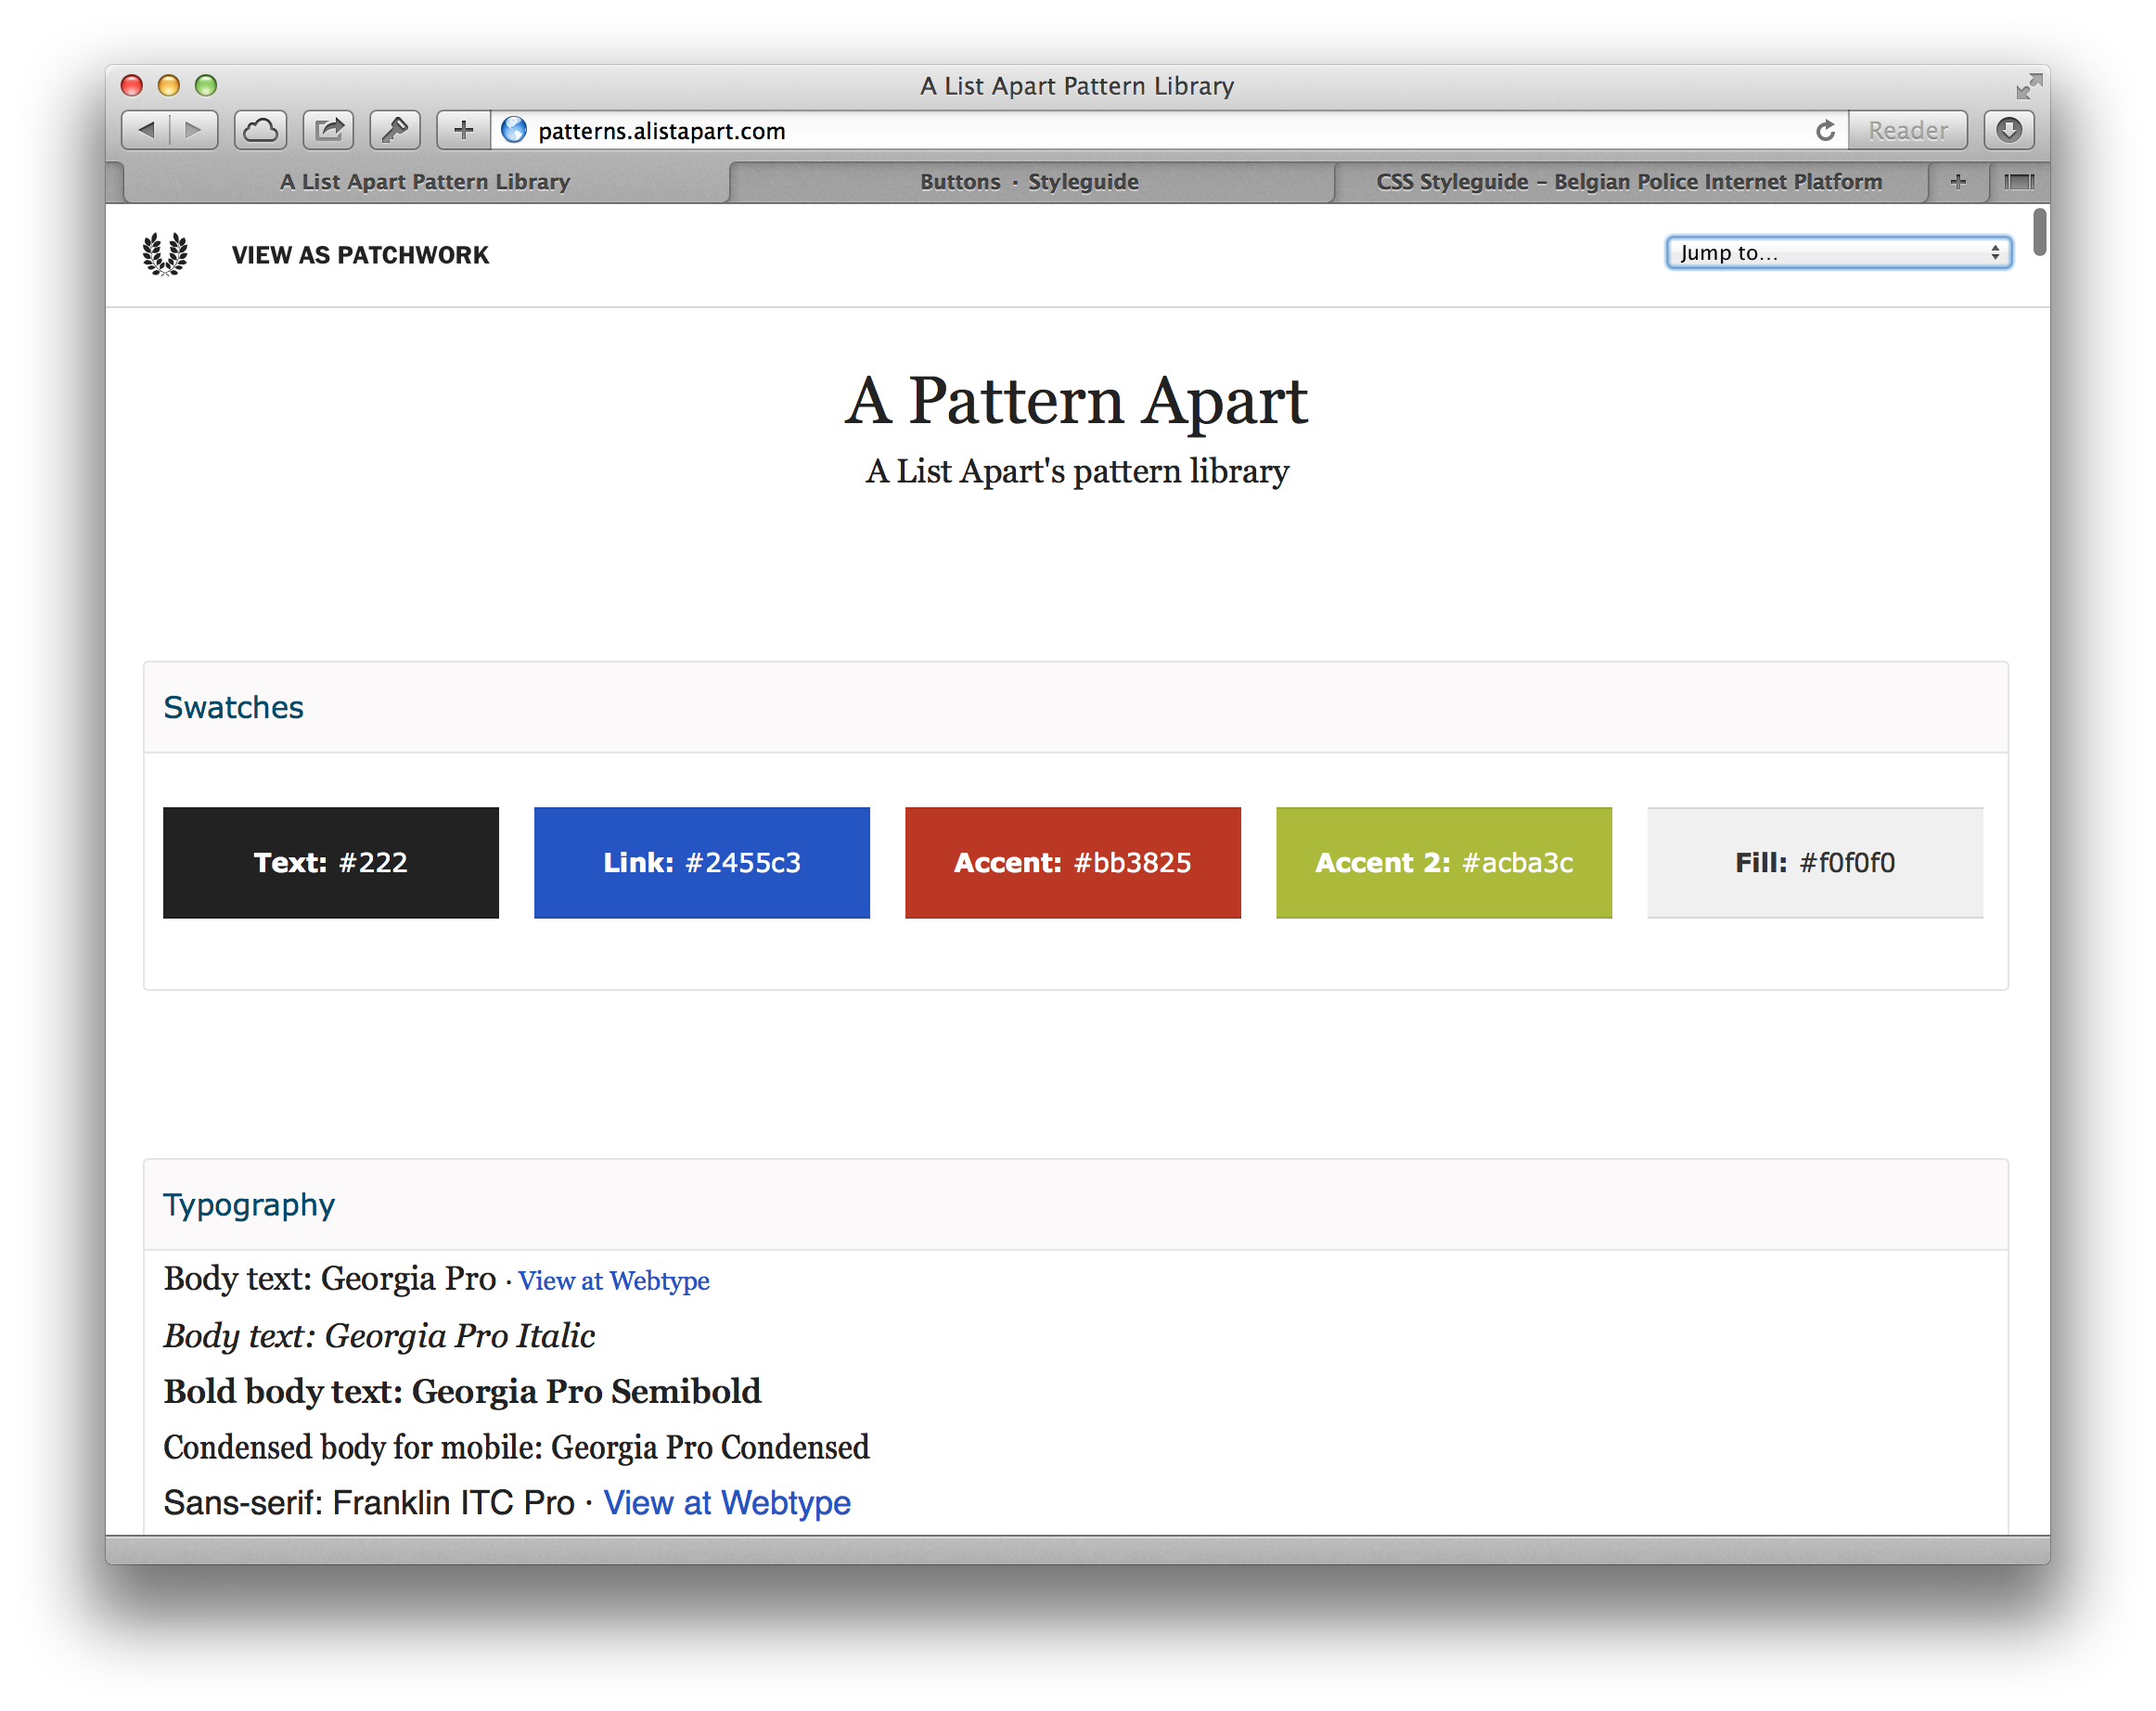 A List Apart Pattern Library
patterns.alistapart.com
Reader
A List Apart Pattern Library
Buttons · Styleguide
CSS Styleguide – Belgian Police Internet Platform
VIEW AS PATCHWORK
Jump to...
A Pattern Apart
A List Apart's pattern library
Swatches
Text: #222
Link: #2455c3
Accent: #bb3825
Accent 2: #acba3c
Fill: #f0f0f0
Typography
Body text: Georgia Pro · View at Webtype
Body text: Georgia Pro Italic
Bold body text: Georgia Pro Semibold
Condensed body for mobile: Georgia Pro Condensed
Sans-serif: Franklin ITC Pro · View at Webtype